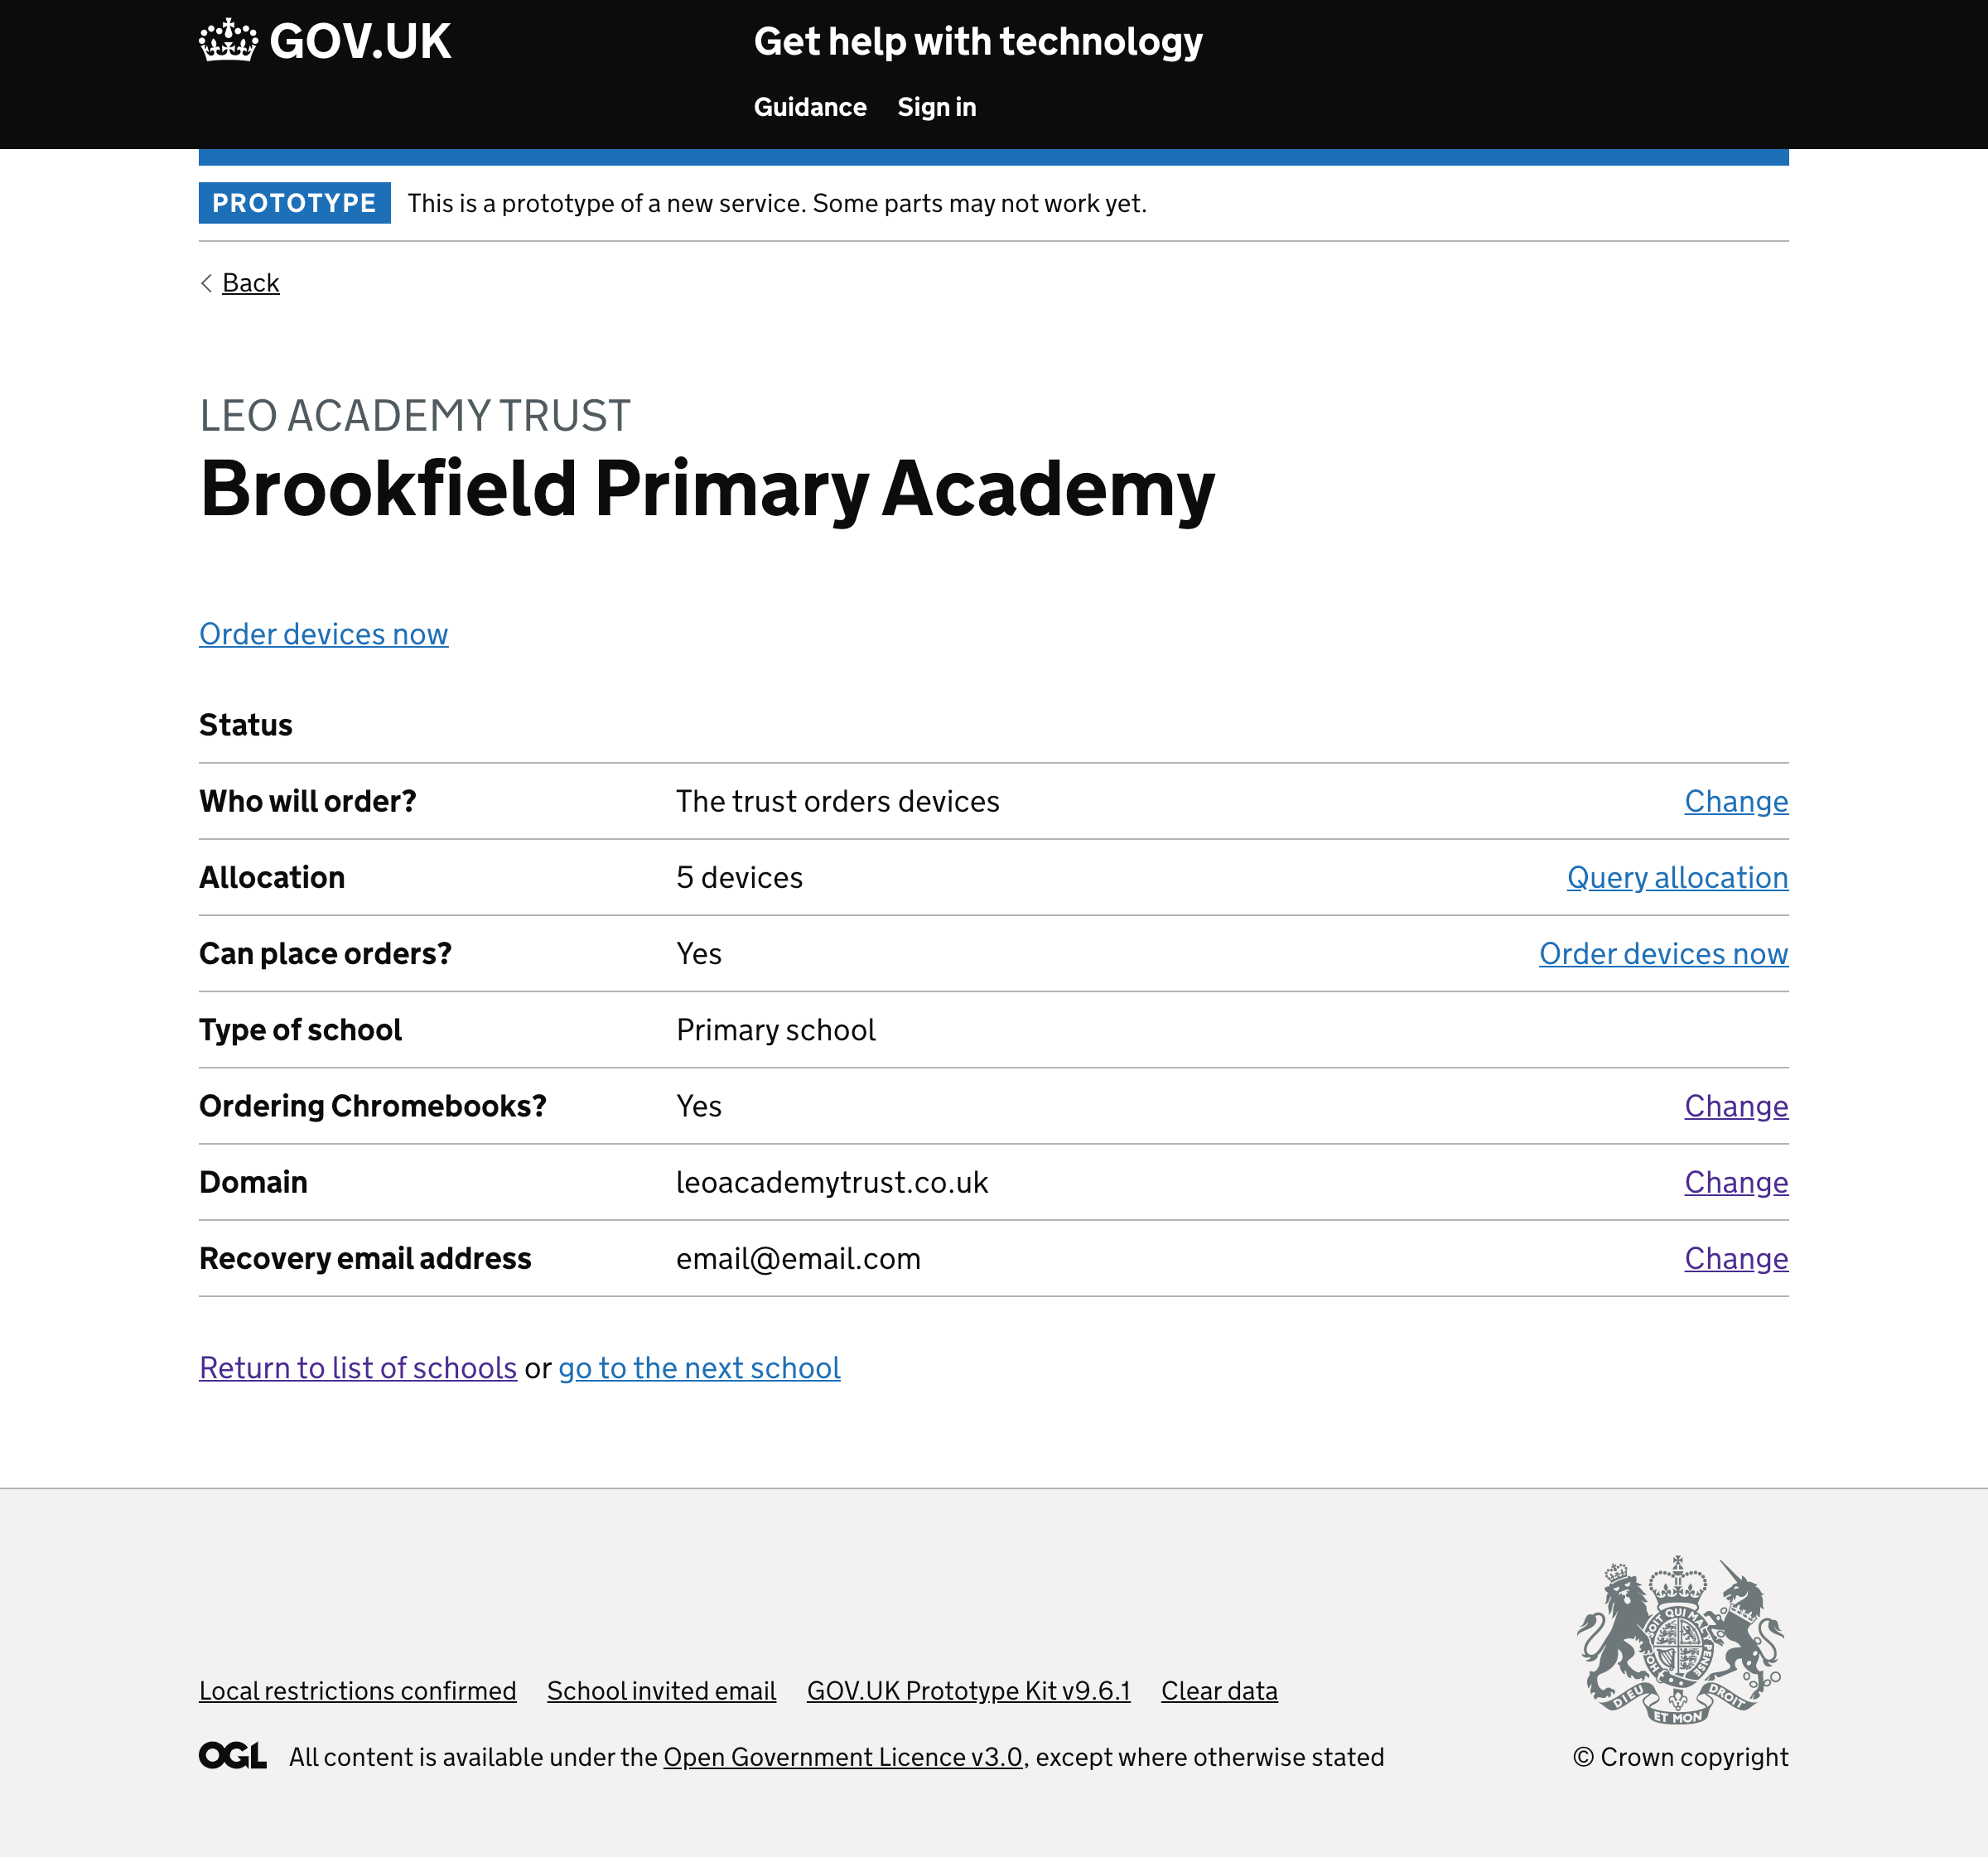 GOV.UK Get help with technology
Guidance Sign in
PROTOTYPE This is a prototype of a new service. Some parts may not work yet.
Back
LEO ACADEMY TRUST
Brookfield Primary Academy
Order devices now
Status
Who will order? The trust orders devices Change
Allocation 5 devices Query allocation
Can place orders? Yes Order devices now
Type of school Primary school
Ordering Chromebooks? Yes Change
Domain leoacademytrust.co.uk Change
Recovery email address email@email.com Change
Return to list of schools or go to the next school
Local restrictions confirmed School invited email GOV.UK Prototype Kit v9.6.1 Clear data
DIEU ET MON DROIT
OGL All content is available under the Open Government Licence v3.0, except where otherwise stated
© Crown copyright